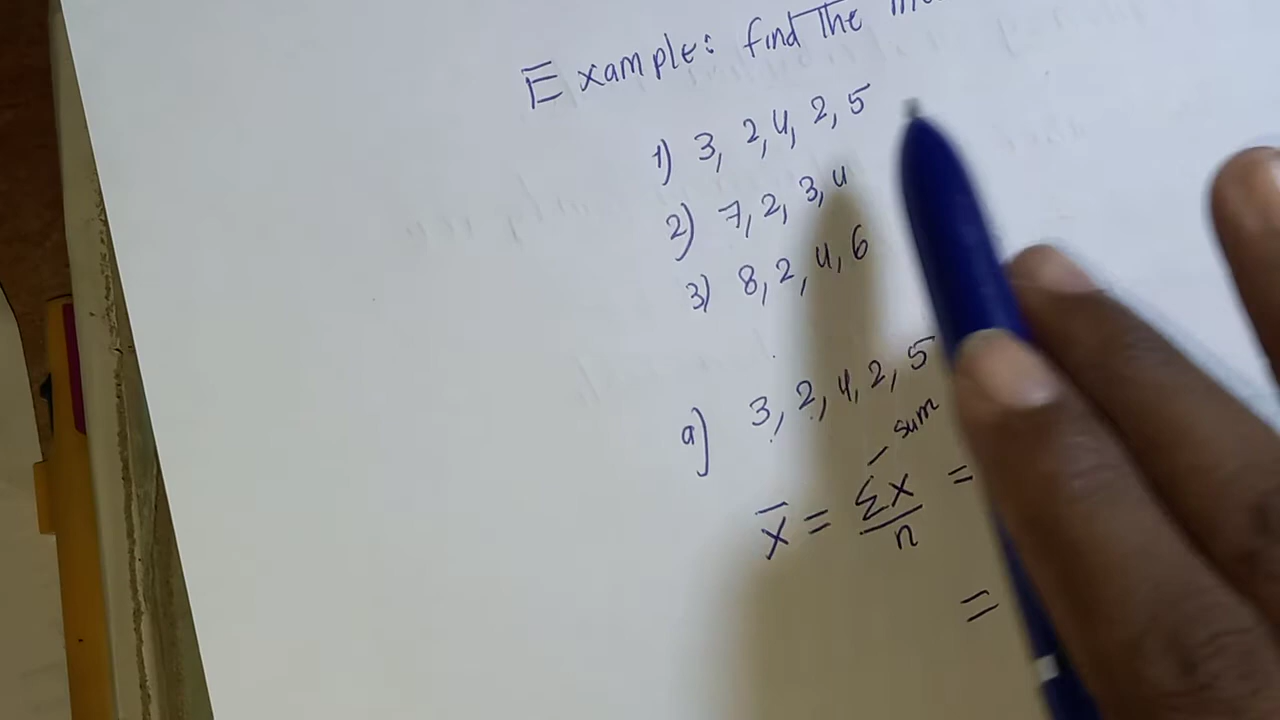 Example: find The
1) 3, 2, 4, 2, 5
2) 7, 2, 3, 4
3) 8, 2, 4, 6
a) 3, 2, 4, 2, 5
sum
x̄ = Σx/n =
=